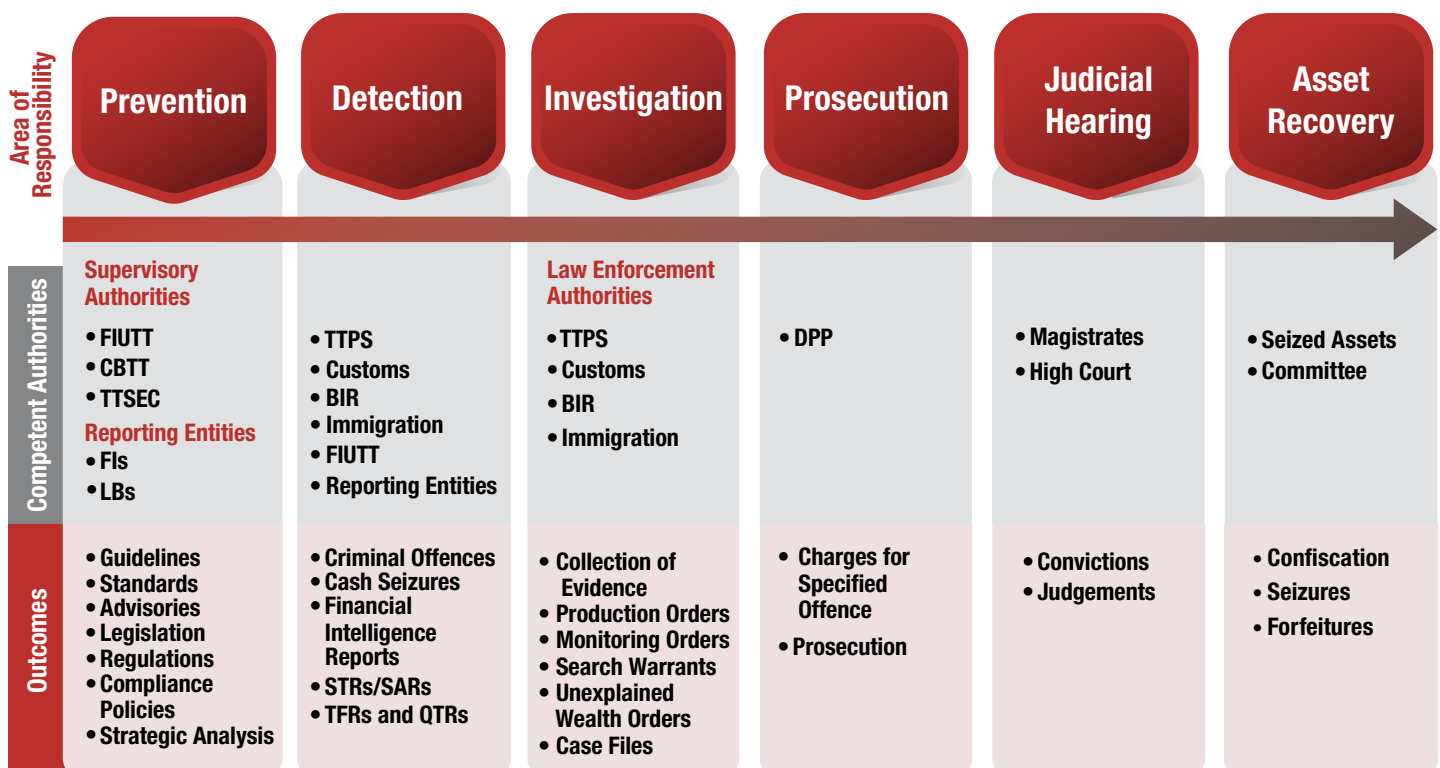 Area of
Responsibility
Prevention
Detection
Investigation
Prosecution
Judicial
Hearing
Asset
Recovery
Competent Authorities
Supervisory
Authorities
• FIUTT
• CBTT
• TTSEC
Reporting Entities
• FIs
• LBs
• TTPS
• Customs
• BIR
• Immigration
• FIUTT
• Reporting Entities
Law Enforcement
Authorities
• TTPS
• Customs
• BIR
• Immigration
• DPP
• Magistrates
• High Court
• Seized Assets
• Committee
Outcomes
• Guidelines
• Standards
• Advisories
• Legislation
• Regulations
• Compliance
Policies
• Strategic Analysis
• Criminal Offences
• Cash Seizures
• Financial
Intelligence
Reports
• STRs/SARs
• TFRs and QTRs
• Collection of
Evidence
• Production Orders
• Monitoring Orders
• Search Warrants
• Unexplained
Wealth Orders
• Case Files
• Charges for
Specified
Offence
• Prosecution
• Convictions
• Judgements
• Confiscation
• Seizures
• Forfeitures